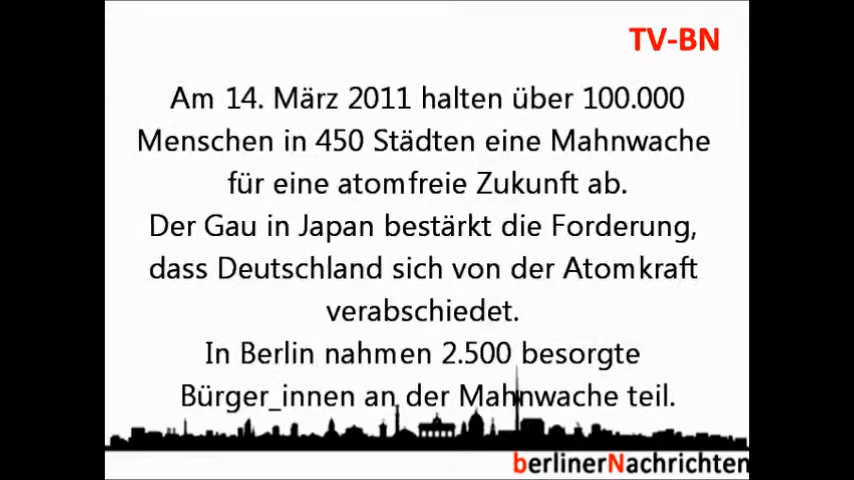 TV-BN
Am 14. März 2011 halten über 100.000
Menschen in 450 Städten eine Mahnwache
für eine atomfreie Zukunft ab.
Der Gau in Japan bestärkt die Forderung,
dass Deutschland sich von der Atomkraft
verabschiedet.
In Berlin nahmen 2.500 besorgte
Bürger_innen an der Mahnwache teil.
berlinerNachrichten